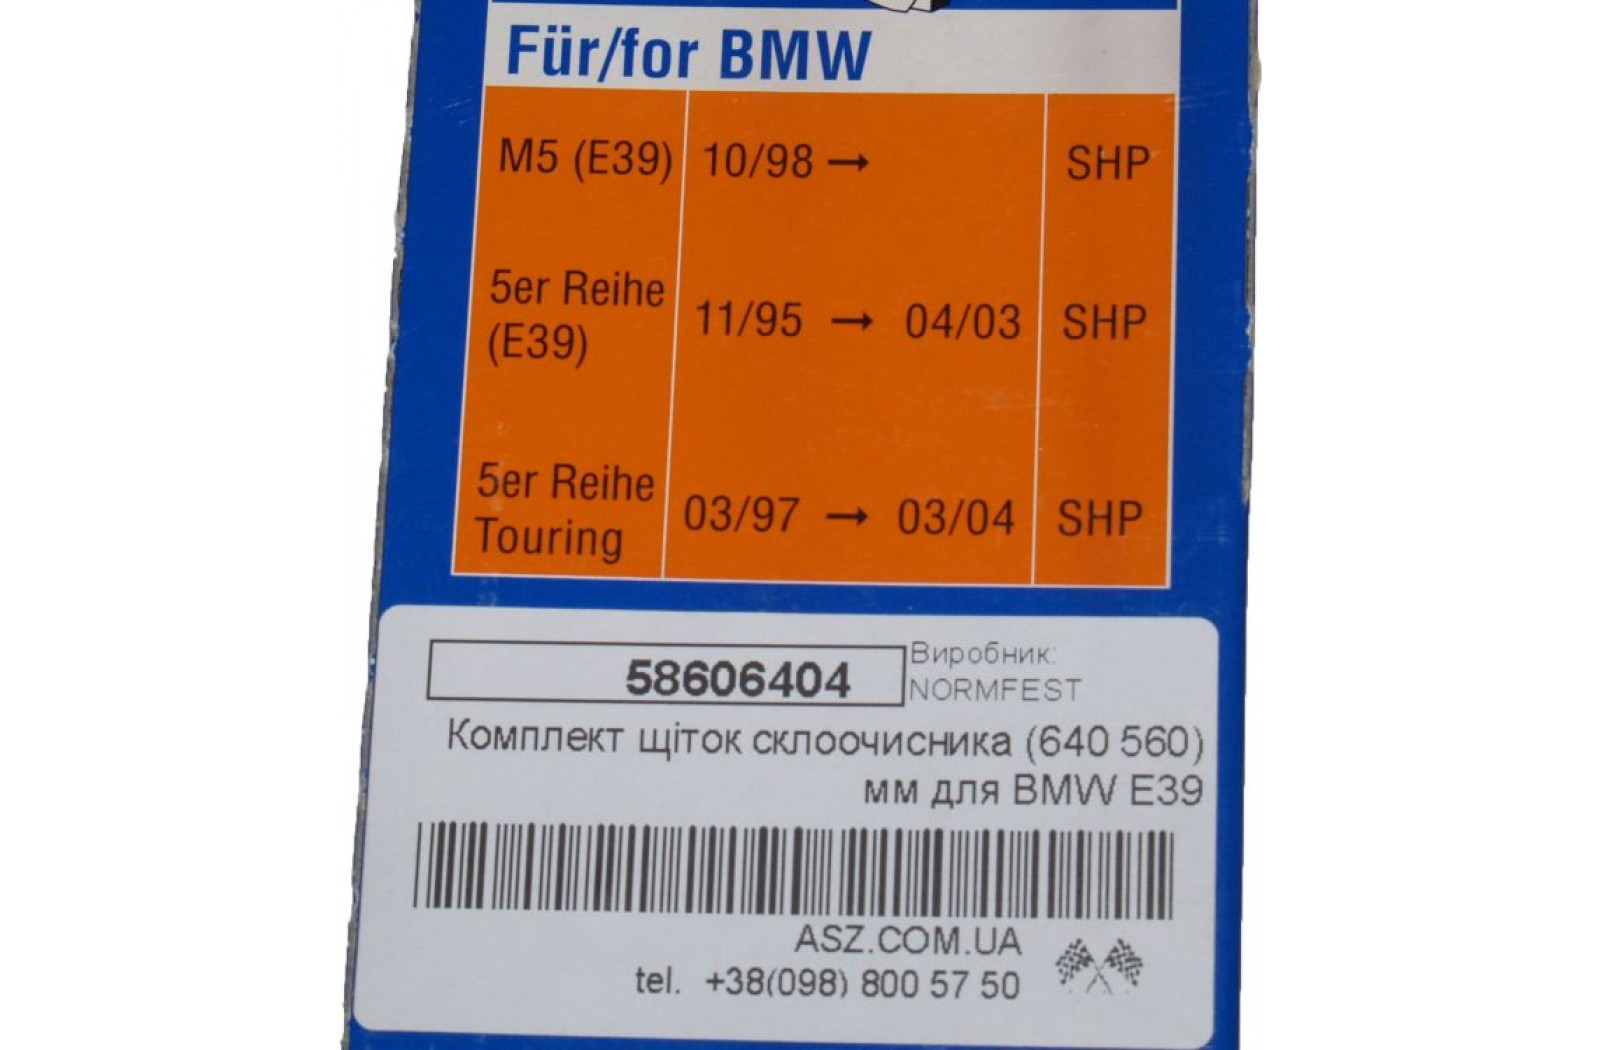 Für/for BMW
M5 (E39) 10/98 → SHP
5er Reihe
(E39) 11/95 → 04/03 SHP
5er Reihe
Touring 03/97 → 03/04 SHP
58606404
Виробник:
NORMFEST
Комплект щіток склоочисника (640 560)
мм для BMW E39
ASZ.COM.UA
tel. +38(098) 800 57 50